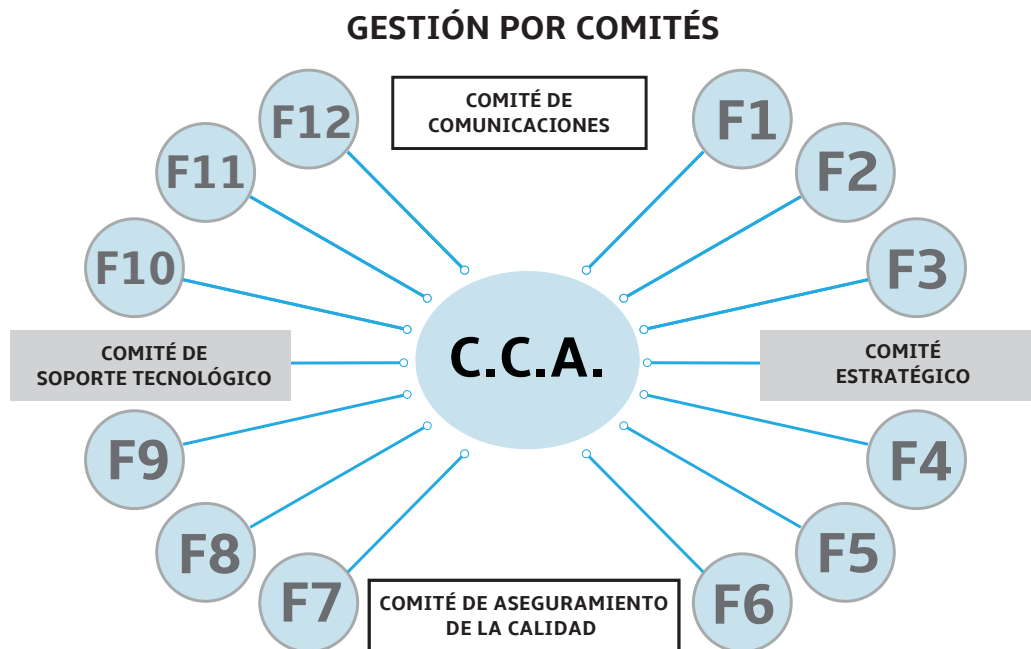 GESTIÓN POR COMITÉS
COMITÉ DE
COMUNICACIONES
F12
F1
F11
F2
F10
F3
C.C.A.
COMITÉ DE
SOPORTE TECNOLÓGICO
COMITÉ
ESTRATÉGICO
F9
F4
F8
F5
F7
F6
COMITÉ DE ASEGURAMIENTO
DE LA CALIDAD